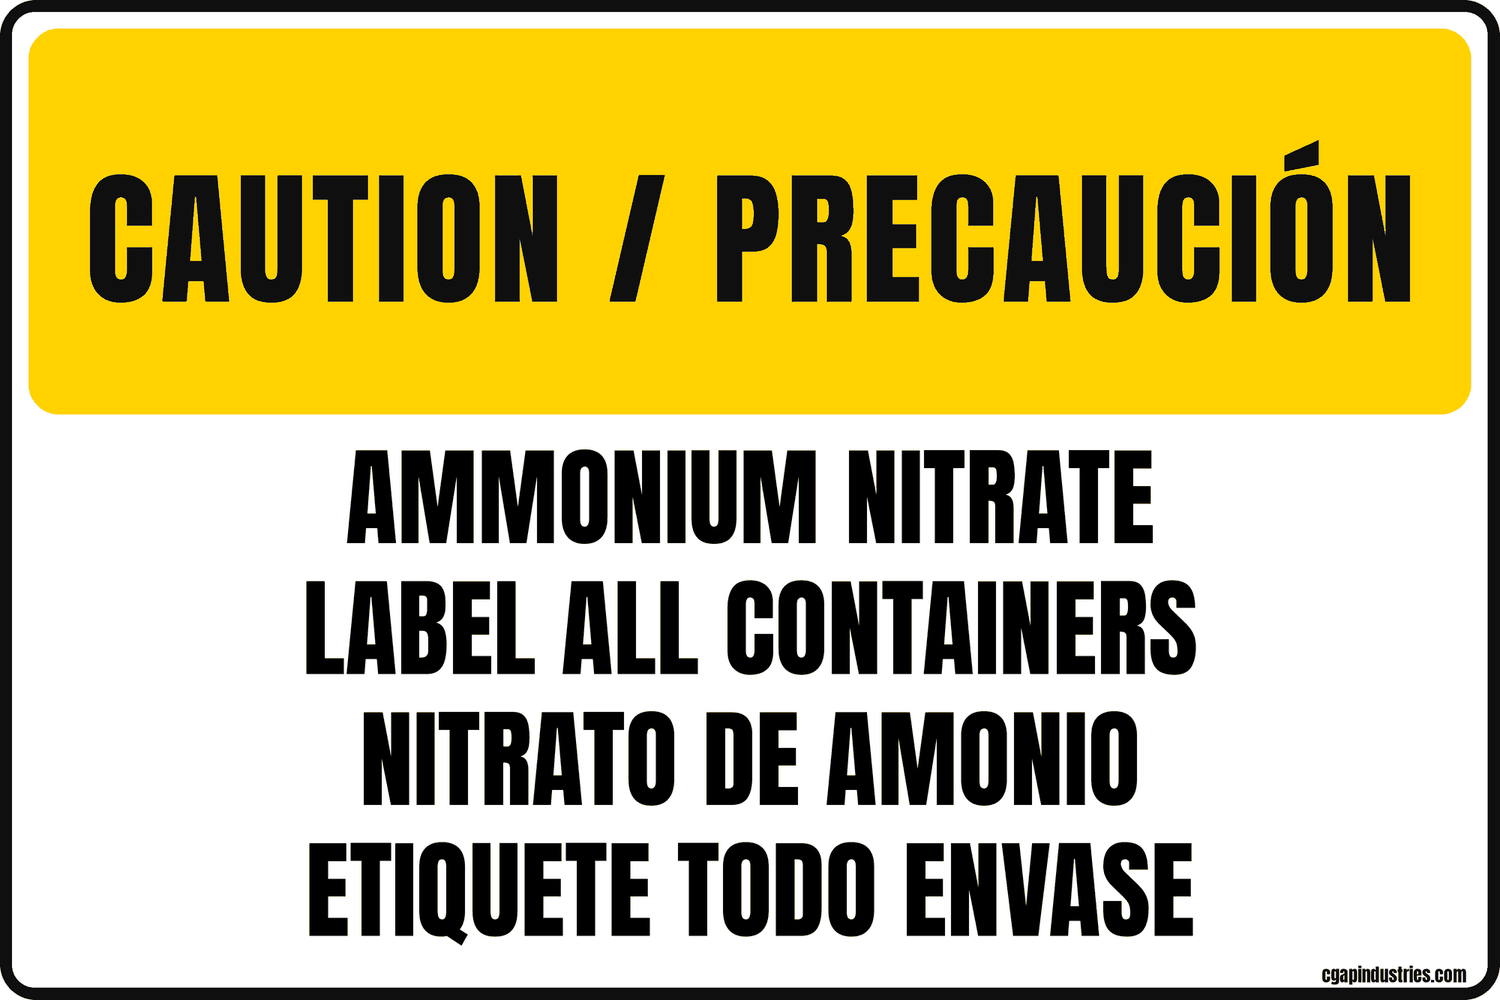 CAUTION / PRECAUCIÓN
AMMONIUM NITRATE
LABEL ALL CONTAINERS
NITRATO DE AMONIO
ETIQUETE TODO ENVASE
cgapindustries.com